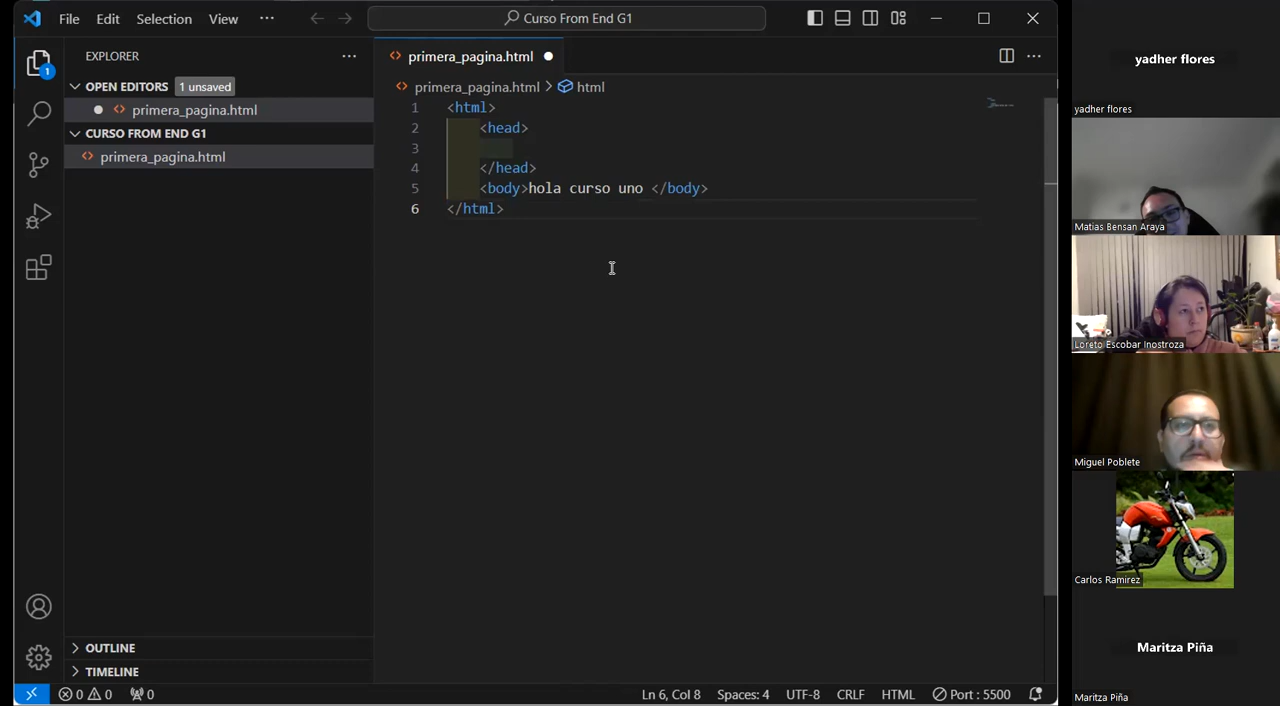 File Edit Selection View ··· Curso From End G1
EXPLORER ···
OPEN EDITORS 1 unsaved
primera_pagina.html
CURSO FROM END G1
primera_pagina.html
OUTLINE
TIMELINE
1
primera_pagina.html
primera_pagina.html > html
1 <html>
2 <head>
3
4 </head>
5 <body>hola curso uno </body>
6 </html>
0 0 0 Ln 6, Col 8 Spaces: 4 UTF-8 CRLF HTML Port : 5500
yadher flores
yadher flores
Matias Bensan Araya
Loreto Escobar Inostroza
Miguel Poblete
Carlos Ramirez
Maritza Piña
Maritza Piña